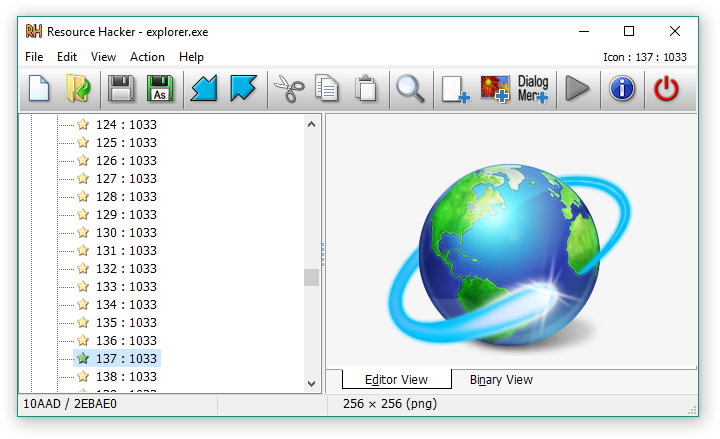 RH Resource Hacker - explorer.exe
File Edit View Action Help Icon : 137 : 1033
As Dialog
Mer
124 : 1033
125 : 1033
126 : 1033
127 : 1033
128 : 1033
129 : 1033
130 : 1033
131 : 1033
132 : 1033
133 : 1033
134 : 1033
135 : 1033
136 : 1033
137 : 1033
138 : 1033
Editor View Binary View
10AAD / 2EBAE0 256 × 256 (png)